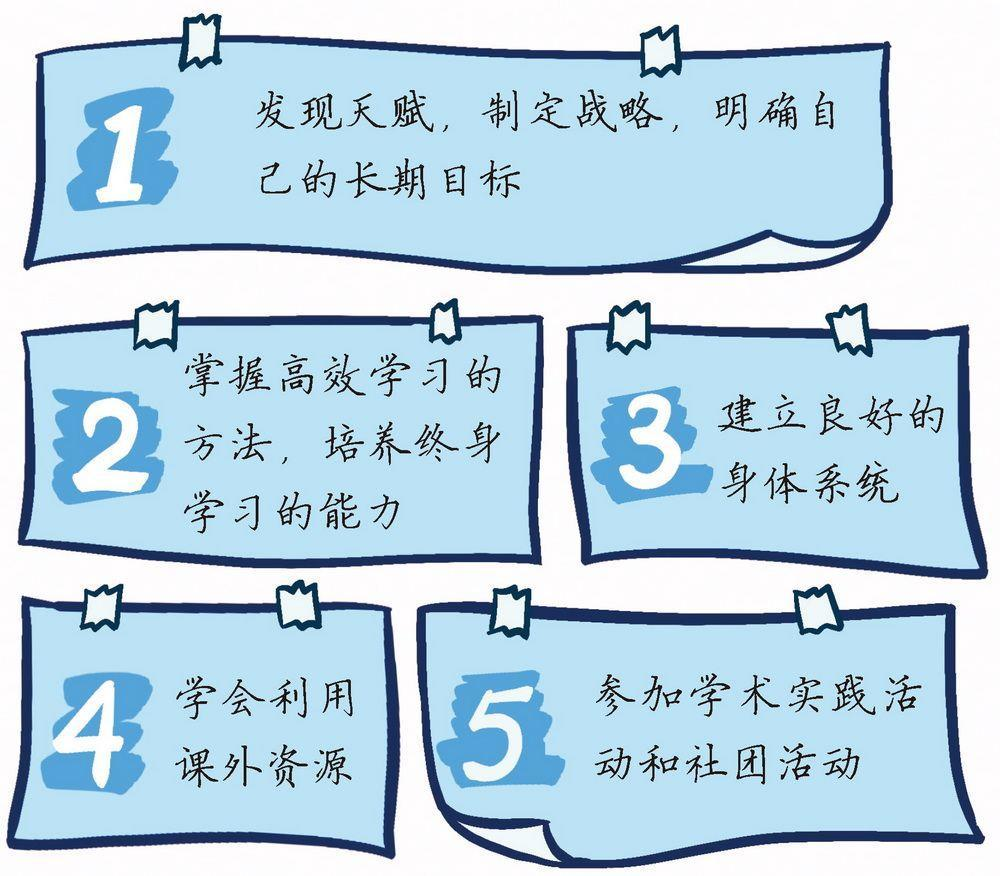 1
发现天赋，制定战略，明确自
己的长期目标
2
掌握高效学习的
方法，培养终身
学习的能力
3
建立良好的
身体系统
4
学会利用
课外资源
5
参加学术实践活
动和社团活动